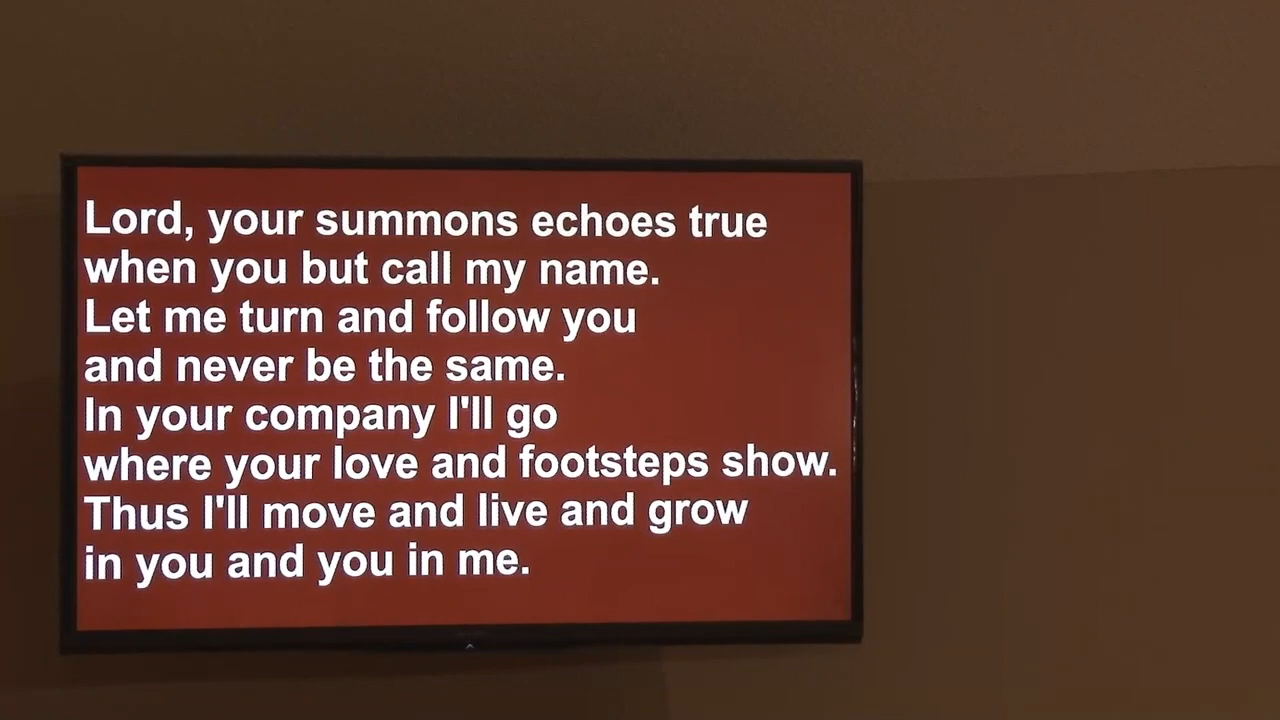 Lord, your summons echoes true
when you but call my name.
Let me turn and follow you
and never be the same.
In your company I'll go
where your love and footsteps show.
Thus I'll move and live and grow
in you and you in me.